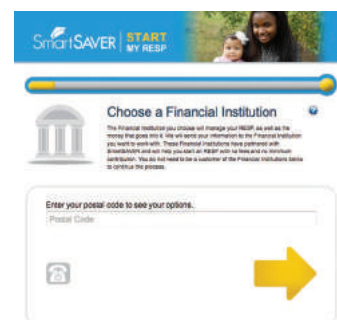 SmartSAVER START
MY RESP
Choose a Financial Institution
The Financial Institution you choose will manage your RESP, as well as the
money that goes into it. We will send your information to the Financial Institution
you want to work with. These Financial Institutions have partnered with
SmartSAVER and will help you start an RESP with no fees and no minimum
contribution. You do not need to be a customer of the Financial Institutions below
to continue the process.
Enter your postal code to see your options.
Postal Code